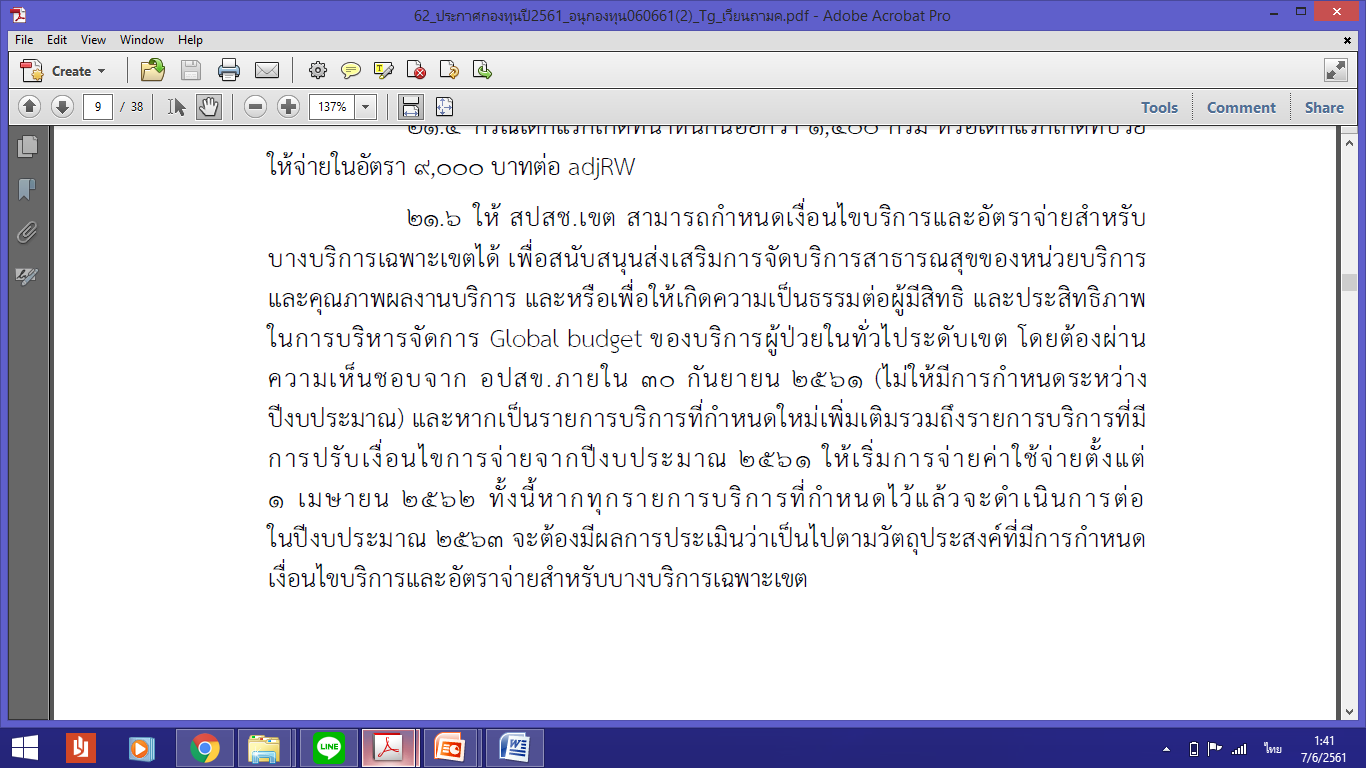 62_ประกาศกองทุนปี2561_อนุกองทุน060661(2)_Tg_เวียนถามค.pdf - Adobe Acrobat Pro
File Edit View Window Help
Create
9 / 38 137% Tools Comment Share
ให้จ่ายในอัตรา ๙,๐๐๐ บาทต่อ adjRW
๒๑.๖ ให้ สปสช.เขต สามารถกำหนดเงื่อนไขบริการและอัตราจ่ายสำหรับ
บางบริการเฉพาะเขตได้ เพื่อสนับสนุนส่งเสริมการจัดบริการสาธารณสุขของหน่วยบริการ
และคุณภาพผลงานบริการ และหรือเพื่อให้เกิดความเป็นธรรมต่อผู้มีสิทธิ และประสิทธิภาพ
ในการบริหารจัดการ Global budget ของบริการผู้ป่วยในทั่วไประดับเขต โดยต้องผ่าน
ความเห็นชอบจาก อปสข.ภายใน ๓๐ กันยายน ๒๕๖๑ (ไม่ให้มีการกำหนดระหว่าง
ปีงบประมาณ) และหากเป็นรายการบริการที่กำหนดใหม่เพิ่มเติมรวมถึงรายการบริการที่มี
การปรับเงื่อนไขการจ่ายจากปีงบประมาณ ๒๕๖๑ ให้เริ่มการจ่ายค่าใช้จ่ายตั้งแต่
๑ เมษายน ๒๕๖๒ ทั้งนี้หากทุกรายการบริการที่กำหนดไว้แล้วจะดำเนินการต่อ
ในปีงบประมาณ ๒๕๖๓ จะต้องมีผลการประเมินว่าเป็นไปตามวัตถุประสงค์ที่มีการกำหนด
เงื่อนไขบริการและอัตราจ่ายสำหรับบางบริการเฉพาะเขต
LINE
ไทย
1:41
7/6/2561